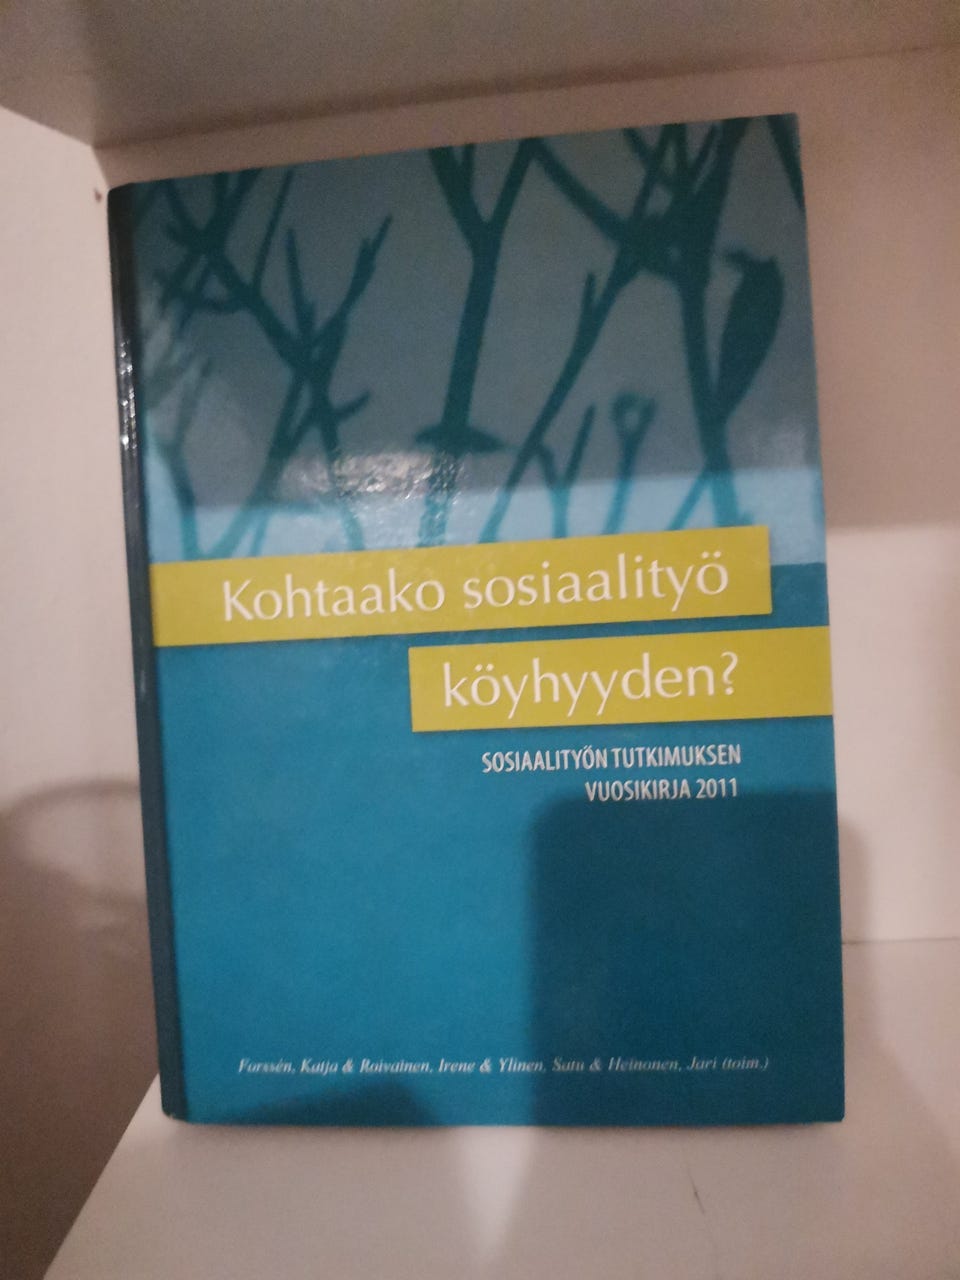 Kohtaako sosiaalityö
köyhyyden?
SOSIAALITYÖN TUTKIMUKSEN
VUOSIKIRJA 2011
Forssén, Katja & Roivainen, Irene & Ylinen, Satu & Heinonen, Jari (toim.)